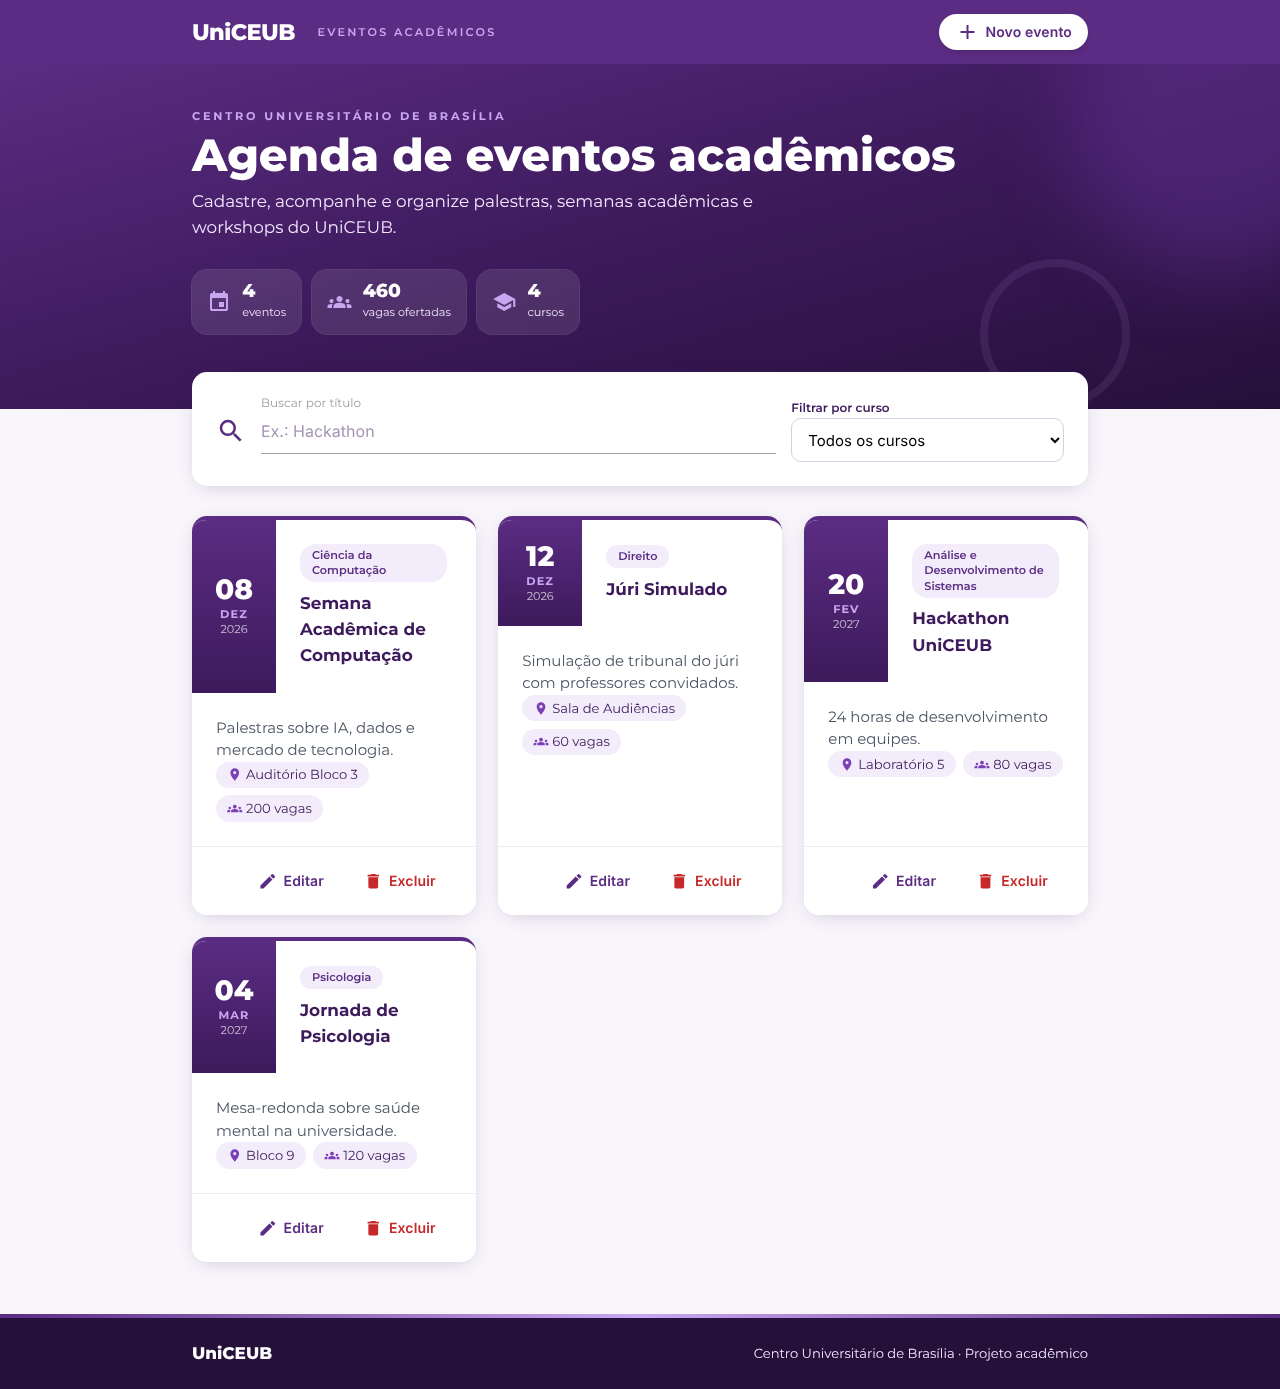 UniCEUB
EVENTOS ACADÊMICOS
Novo evento
CENTRO UNIVERSITÁRIO DE BRASÍLIA
Agenda de eventos acadêmicos
Cadastre, acompanhe e organize palestras, semanas acadêmicas e
workshops do UniCEUB.
4
eventos
460
vagas ofertadas
4
cursos
Buscar por título
Ex.: Hackathon
Filtrar por curso
Todos os cursos
08
DEZ
2026
Ciência da
Computação
Semana
Acadêmica de
Computação
Palestras sobre IA, dados e
mercado de tecnologia.
Auditório Bloco 3
200 vagas
Editar
Excluir
12
DEZ
2026
Direito
Júri Simulado
Simulação de tribunal do júri
com professores convidados.
Sala de Audiências
60 vagas
Editar
Excluir
20
FEV
2027
Análise e
Desenvolvimento de
Sistemas
Hackathon
UniCEUB
24 horas de desenvolvimento
em equipes.
Laboratório 5
80 vagas
Editar
Excluir
04
MAR
2027
Psicologia
Jornada de
Psicologia
Mesa-redonda sobre saúde
mental na universidade.
Bloco 9
120 vagas
Editar
Excluir
UniCEUB
Centro Universitário de Brasília · Projeto acadêmico